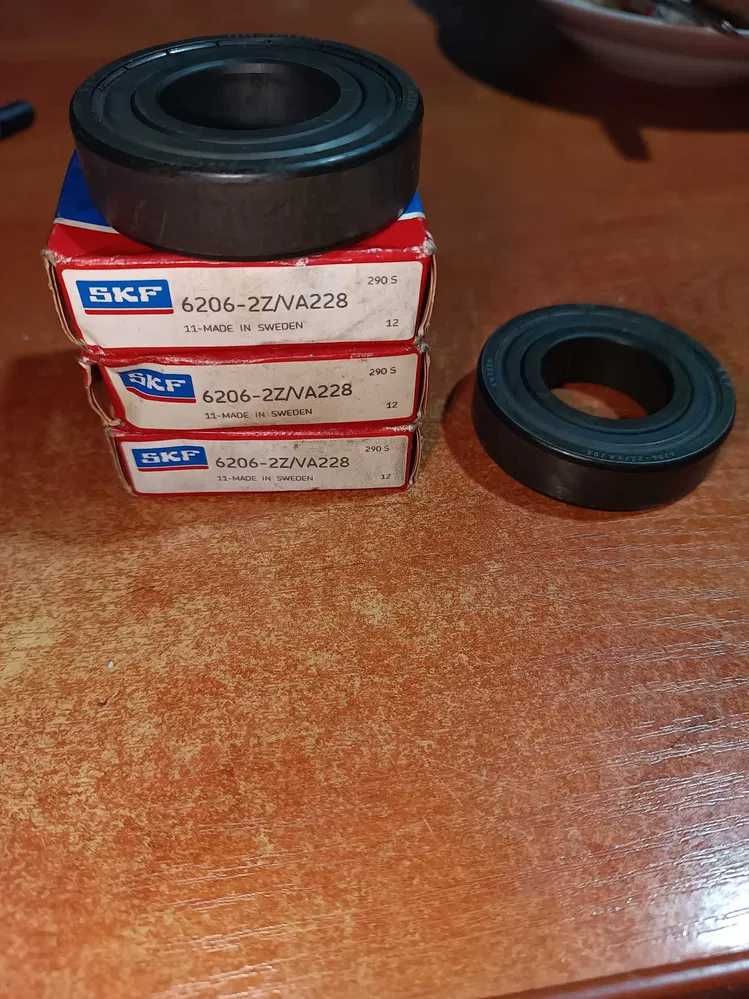 290 S
SKF
6206-2Z/VA228
11-MADE IN SWEDEN
12
290 S
SKF
6206-2Z/VA228
11-MADE IN SWEDEN
12
290 S
SKF
6206-2Z/VA228
11-MADE IN SWEDEN
12